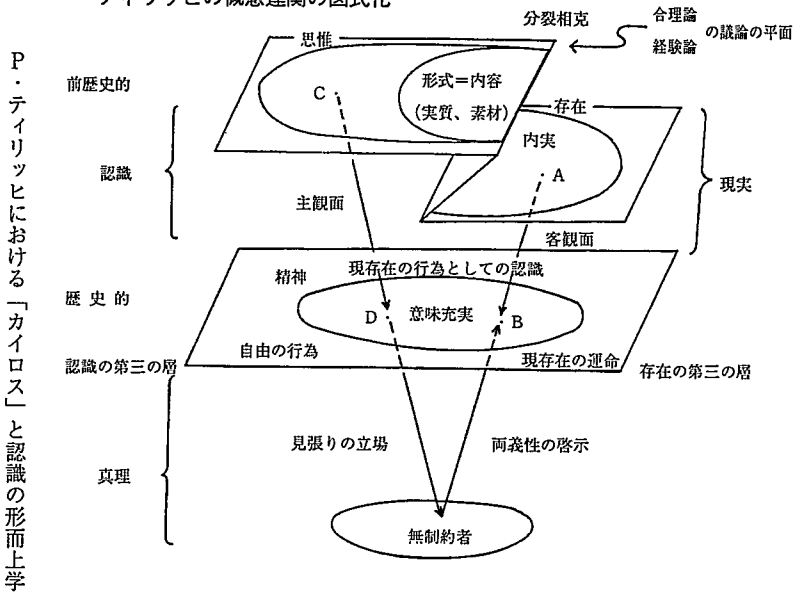 ティリッヒの概念連関の図式化
分裂相克
合理論
経験論
の議論の平面
思惟
前歴史的
C
形式＝内容
(実質、素材)
存在
内実
A
認識
現実
主観面
客観面
精神
現存在の行為としての認識
歴史的
D
意味充実
B
自由の行為
現存在の運命
認識の第三の層
存在の第三の層
見張りの立場
両義性の啓示
真理
無制約者
P・ティリッヒにおける「カイロス」と認識の形而上学